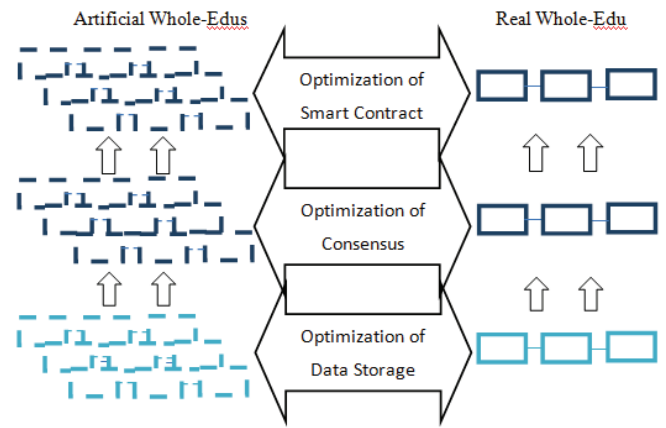 Artificial Whole-Edus
Real Whole-Edu
Optimization of
Smart Contract
Optimization of
Consensus
Optimization of
Data Storage